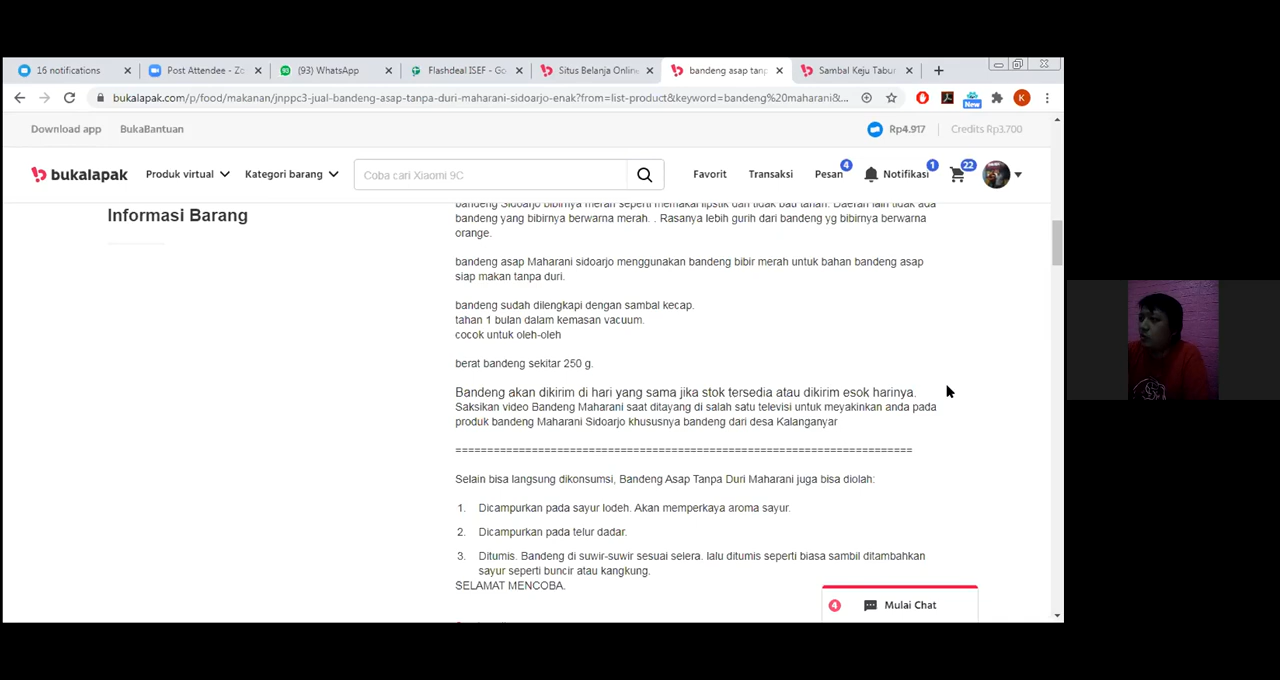 16 notifications
Post Attendee - Zo
(93) WhatsApp
Flashdeal ISEF - Go
Situs Belanja Online
bandeng asap tanp
Sambal Keju Tabur
bukalapak.com/p/food/makanan/jnppc3-jual-bandeng-asap-tanpa-duri-maharani-sidoarjo-enak?from=list-product&keyword=bandeng%20maharani&...
New
K
Download app
BukaBantuan
Rp4.917
Credits Rp3.700
bukalapak
Produk virtual
Kategori barang
Coba cari Xiaomi 9C
Favorit
Transaksi
Pesan
4
Notifikasi
1
22
Informasi Barang
bandeng Sidoarjo bibirnya merah seperti memakai lipstik dan tidak bau tanah. Daerah lain tidak ada
bandeng yang bibirnya berwarna merah. . Rasanya lebih gurih dari bandeng yg bibirnya berwarna
orange.
bandeng asap Maharani sidoarjo menggunakan bandeng bibir merah untuk bahan bandeng asap
siap makan tanpa duri.
bandeng sudah dilengkapi dengan sambal kecap.
tahan 1 bulan dalam kemasan vacuum.
cocok untuk oleh-oleh
berat bandeng sekitar 250 g.
Bandeng akan dikirim di hari yang sama jika stok tersedia atau dikirim esok harinya.
Saksikan video Bandeng Maharani saat ditayang di salah satu televisi untuk meyakinkan anda pada
produk bandeng Maharani Sidoarjo khususnya bandeng dari desa Kalanganyar
=======================================================================
Selain bisa langsung dikonsumsi, Bandeng Asap Tanpa Duri Maharani juga bisa diolah:
1. Dicampurkan pada sayur lodeh. Akan memperkaya aroma sayur.
2. Dicampurkan pada telur dadar.
3. Ditumis. Bandeng di suwir-suwir sesuai selera. lalu ditumis seperti biasa sambil ditambahkan
sayur seperti buncir atau kangkung.
SELAMAT MENCOBA.
4
Mulai Chat